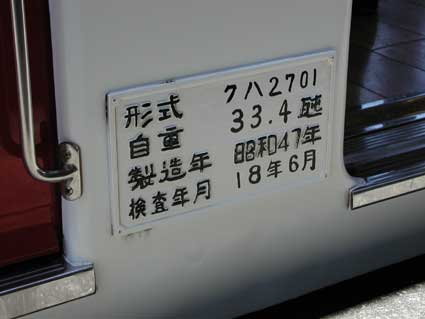 形式 クハ2701
自重 33.4瓲
製造年 昭和47年
検査年月 18年6月